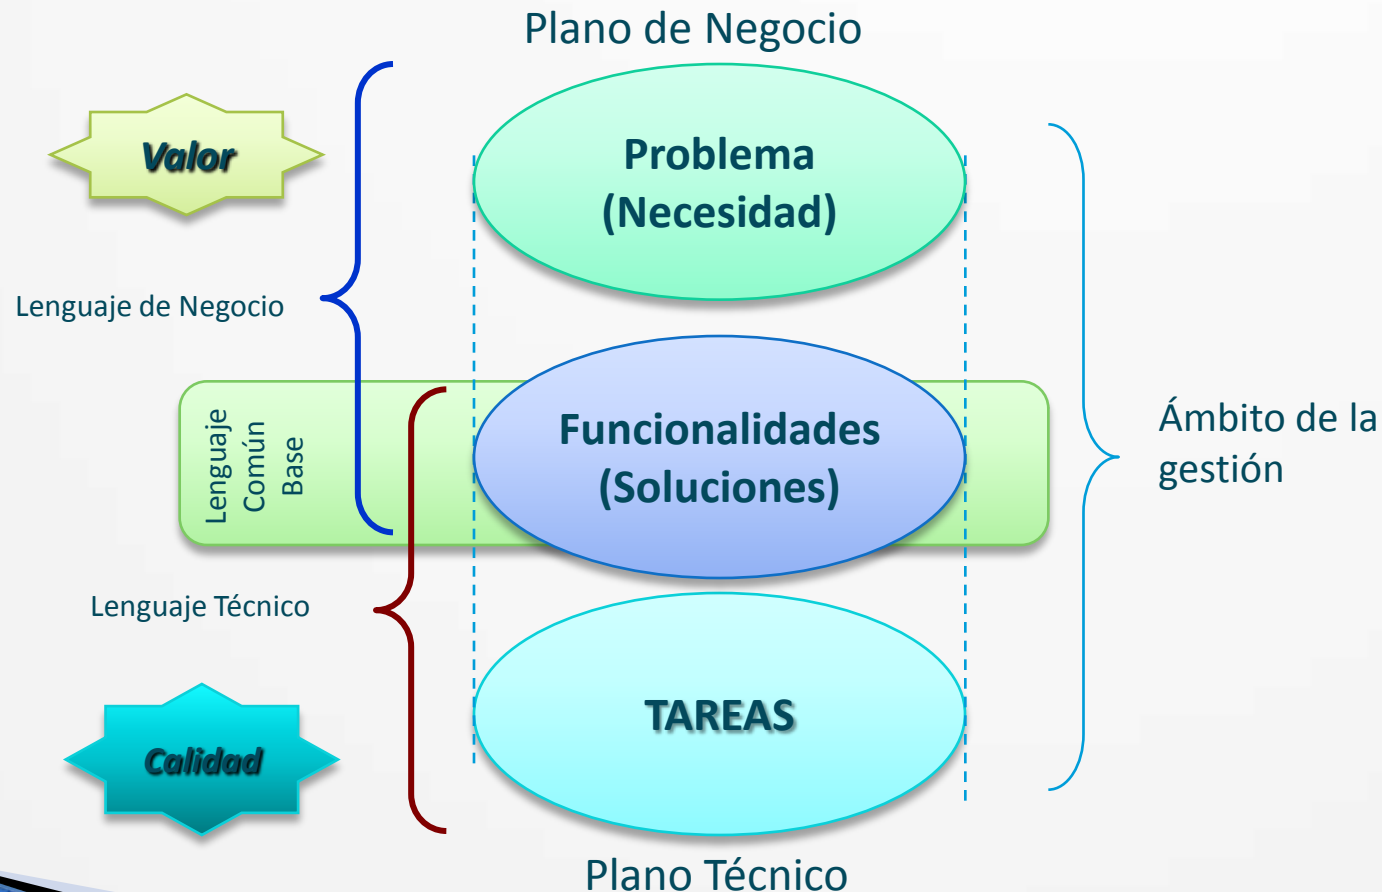 Plano de Negocio
Valor
Problema
(Necesidad)
Lenguaje de Negocio
Lenguaje
Común
Base
Funcionalidades
(Soluciones)
Ámbito de la
gestión
Lenguaje Técnico
TAREAS
Calidad
Plano Técnico